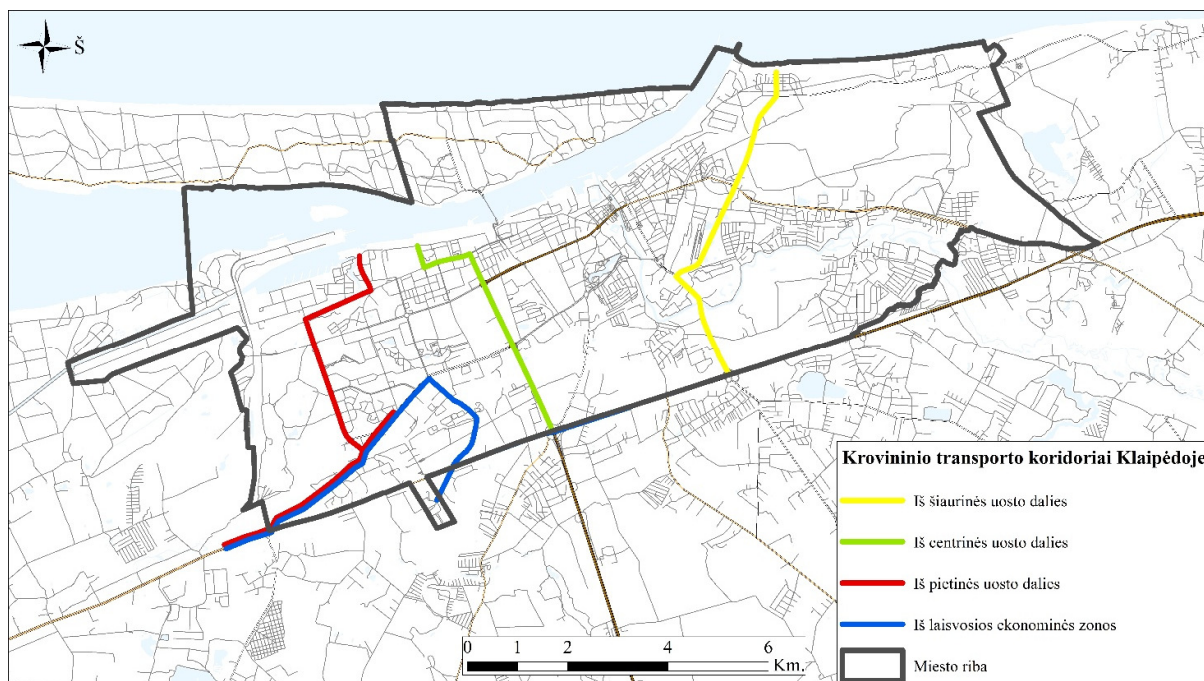 Š
Krovininio transporto koridoriai Klaipėdoje
Iš šiaurinės uosto dalies
Iš centrinės uosto dalies
Iš pietinės uosto dalies
Iš laisvosios ekonominės zonos
Miesto riba
0 1 2 4 6
Km.